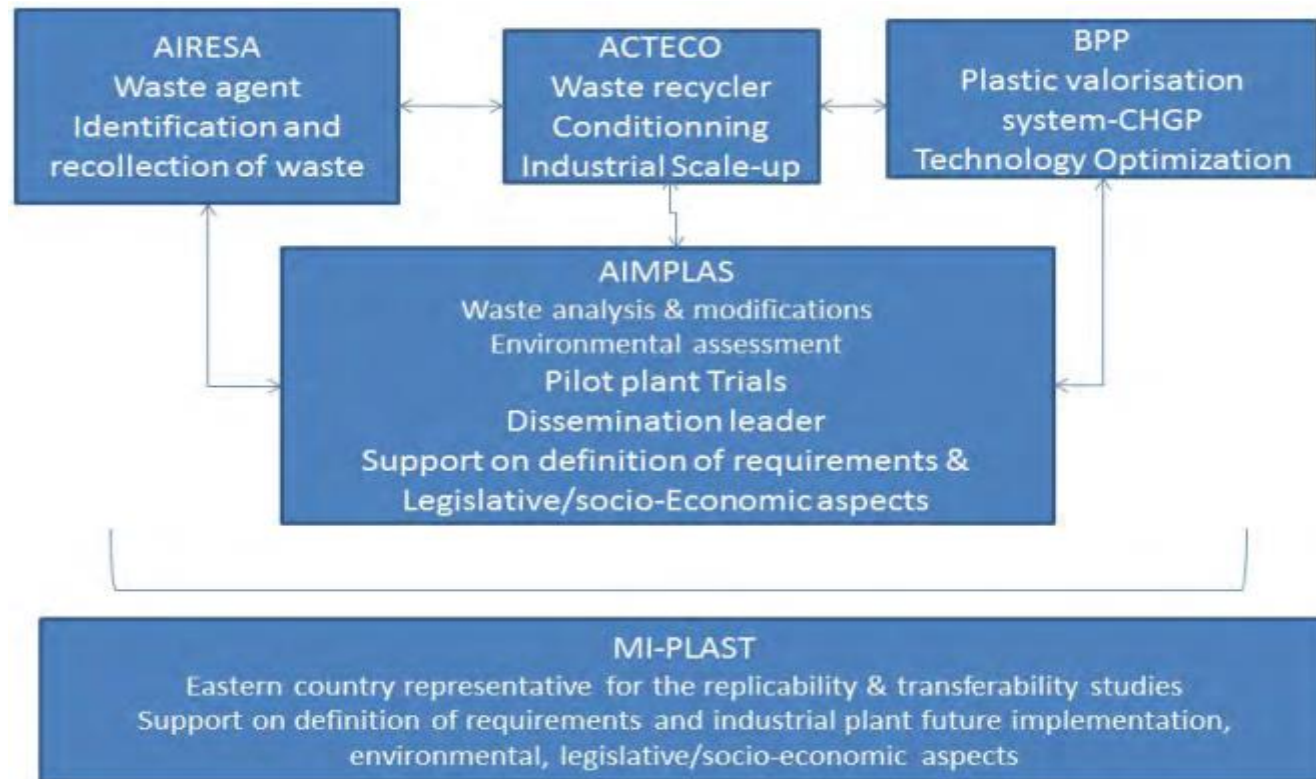 AIRESA
Waste agent
Identification and
recollection of waste
ACTECO
Waste recycler
Conditionning
Industrial Scale-up
BPP
Plastic valorisation
system-CHGP
Technology Optimization
AIMPLAS
Waste analysis & modifications
Environmental assessment
Pilot plant Trials
Dissemination leader
Support on definition of requirements &
Legislative/socio-Economic aspects
MI-PLAST
Eastern country representative for the replicability & transferability studies
Support on definition of requirements and industrial plant future implementation,
environmental, legislative/socio-economic aspects